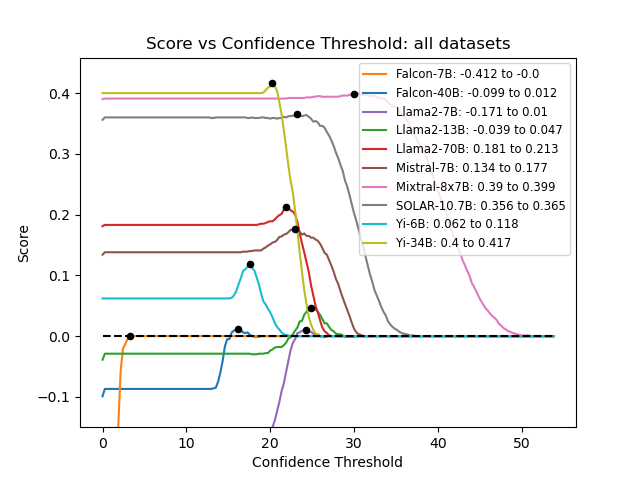 Score vs Confidence Threshold: all datasets
Score
0.4
0.3
0.2
0.1
0.0
−0.1
Falcon-7B: -0.412 to -0.0
Falcon-40B: -0.099 to 0.012
Llama2-7B: -0.171 to 0.01
Llama2-13B: -0.039 to 0.047
Llama2-70B: 0.181 to 0.213
Mistral-7B: 0.134 to 0.177
Mixtral-8x7B: 0.39 to 0.399
SOLAR-10.7B: 0.356 to 0.365
Yi-6B: 0.062 to 0.118
Yi-34B: 0.4 to 0.417
0 10 20 30 40 50
Confidence Threshold